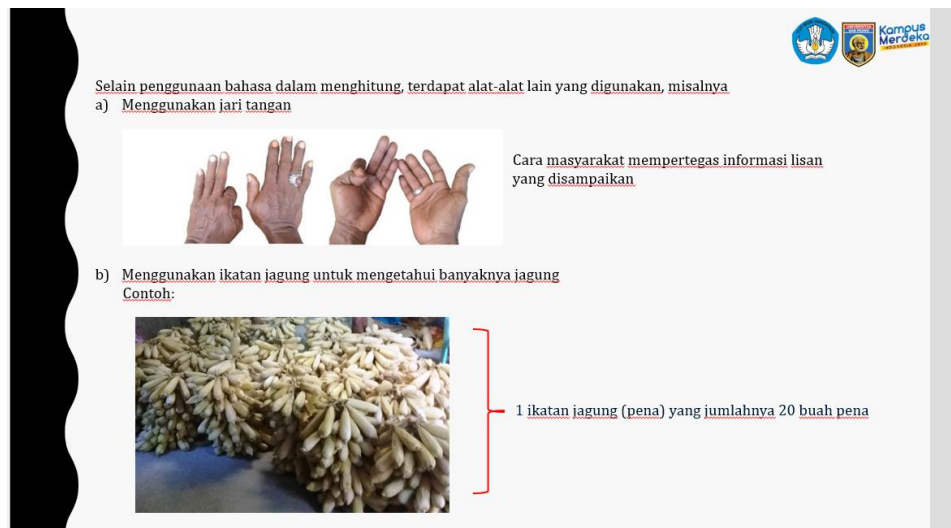 Kampus
Merdeka
INDONESIA JAYA
Selain penggunaan bahasa dalam menghitung, terdapat alat-alat lain yang digunakan, misalnya
a) Menggunakan jari tangan
Cara masyarakat mempertegas informasi lisan
yang disampaikan
b) Menggunakan ikatan jagung untuk mengetahui banyaknya jagung
Contoh:
1 ikatan jagung (pena) yang jumlahnya 20 buah pena